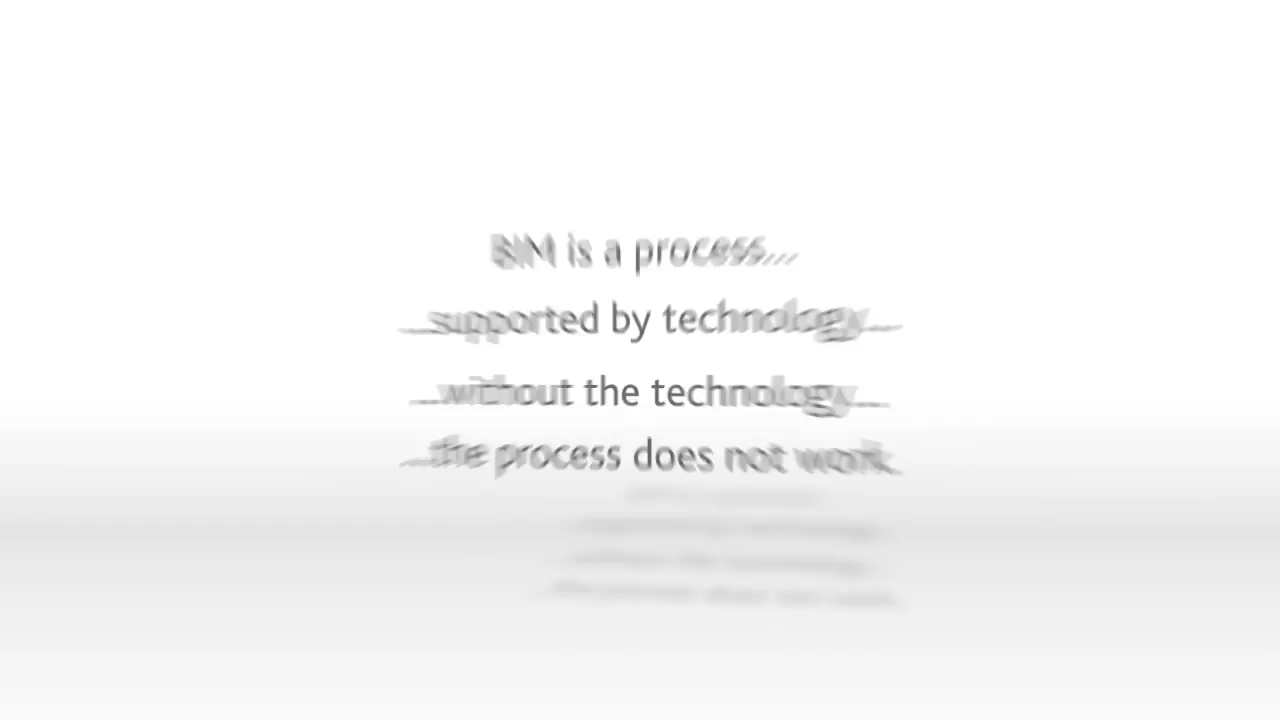 BIM is a process...
...supported by technology...
...without the technology...
...the process does not work.